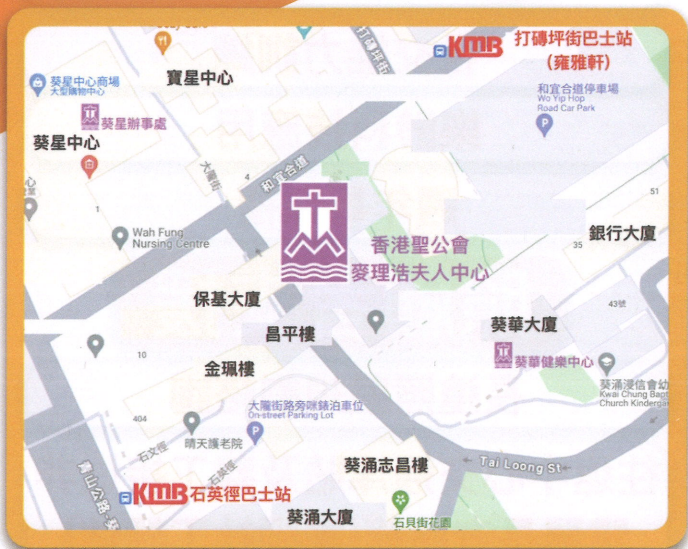 KMB 打磚坪街巴士站
(雍雅軒)
打磚坪街
寶星中心
葵星中心商場
大型購物中心
葵星辦事處
葵星中心
和宜合道停車場
Wo Yip Hop
Road Car Park
大隴街
4
和宜合道
1
51
Wah Fung
Nursing Centre
香港聖公會
麥理浩夫人中心
35
銀行大廈
保基大廈
43號
昌平樓
葵華大廈
10
金珮樓
葵華健樂中心
葵涌浸信會幼
Kwai Chung Bapt
Church Kinderga
大隴街路旁咪錶泊車位
On-street Parking Lot
404
晴天護老院
石文徑
石英徑
葵涌志昌樓
Tai Loong St
青山公路-葵
KMB 石英徑巴士站
葵涌大廈
石貝街花園